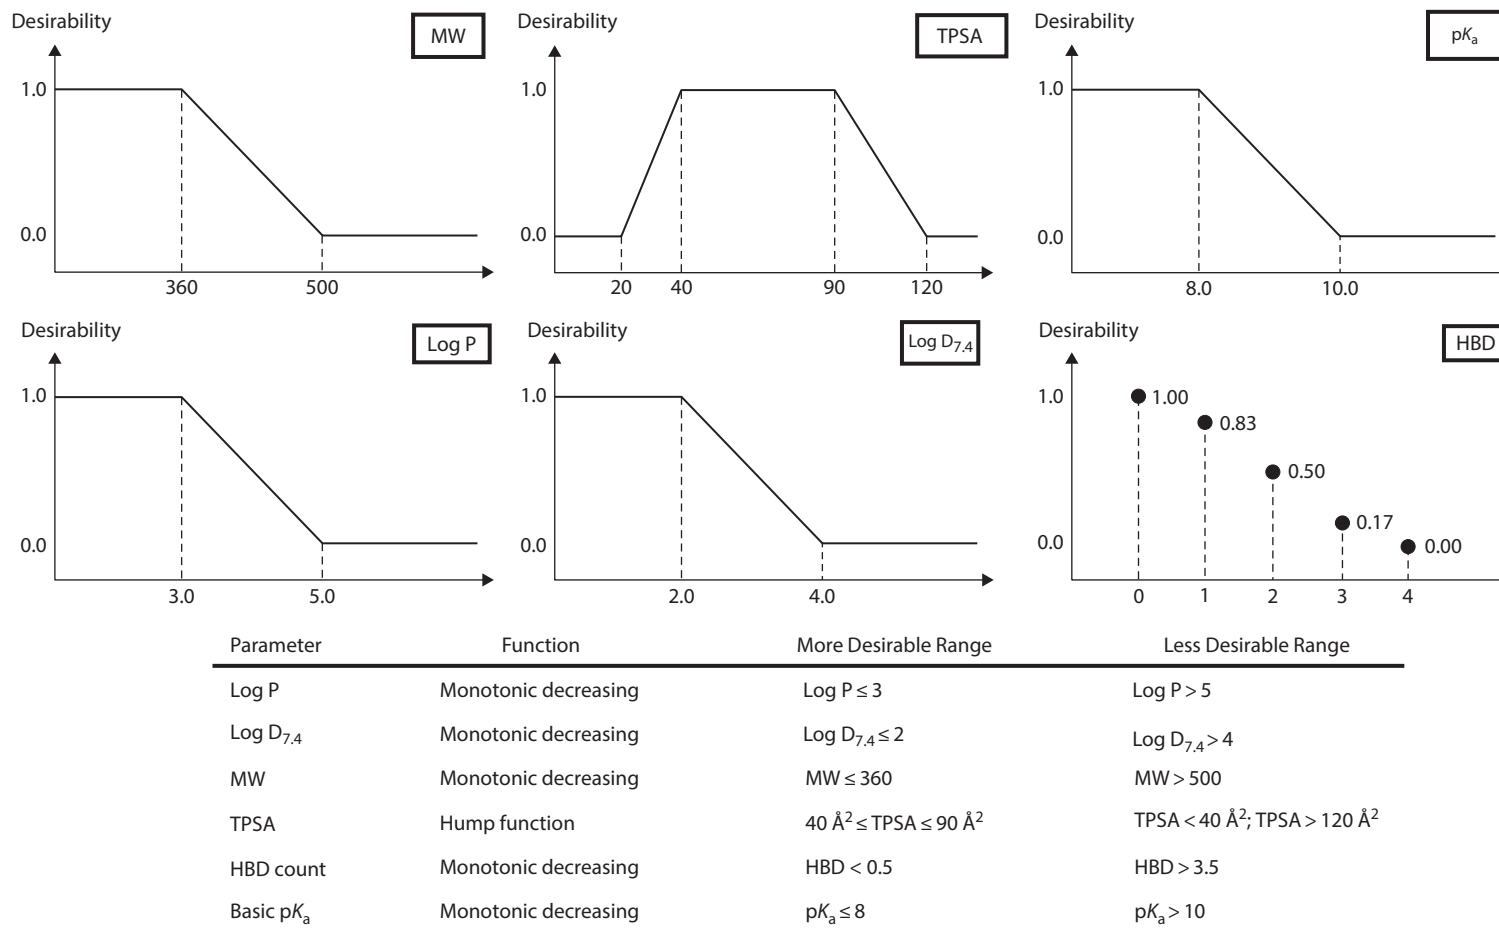 Desirability
MW
1.0
0.0
360 500
Desirability
TPSA
1.0
0.0
20 40 90 120
Desirability
pKa
1.0
0.0
8.0 10.0
Desirability
Log P
1.0
0.0
3.0 5.0
Desirability
Log D7.4
1.0
0.0
2.0 4.0
Desirability
HBD
1.0
1.00
0.83
0.50
0.17
0.0
0.00
0 1 2 3 4
Parameter Function More Desirable Range Less Desirable Range
Log P Monotonic decreasing Log P ≤ 3 Log P > 5
Log D7.4 Monotonic decreasing Log D7.4 ≤ 2 Log D7.4 > 4
MW Monotonic decreasing MW ≤ 360 MW > 500
TPSA Hump function 40 Å² ≤ TPSA ≤ 90 Å² TPSA < 40 Å²; TPSA > 120 Å²
HBD count Monotonic decreasing HBD < 0.5 HBD > 3.5
Basic pKa Monotonic decreasing pKa ≤ 8 pKa > 10